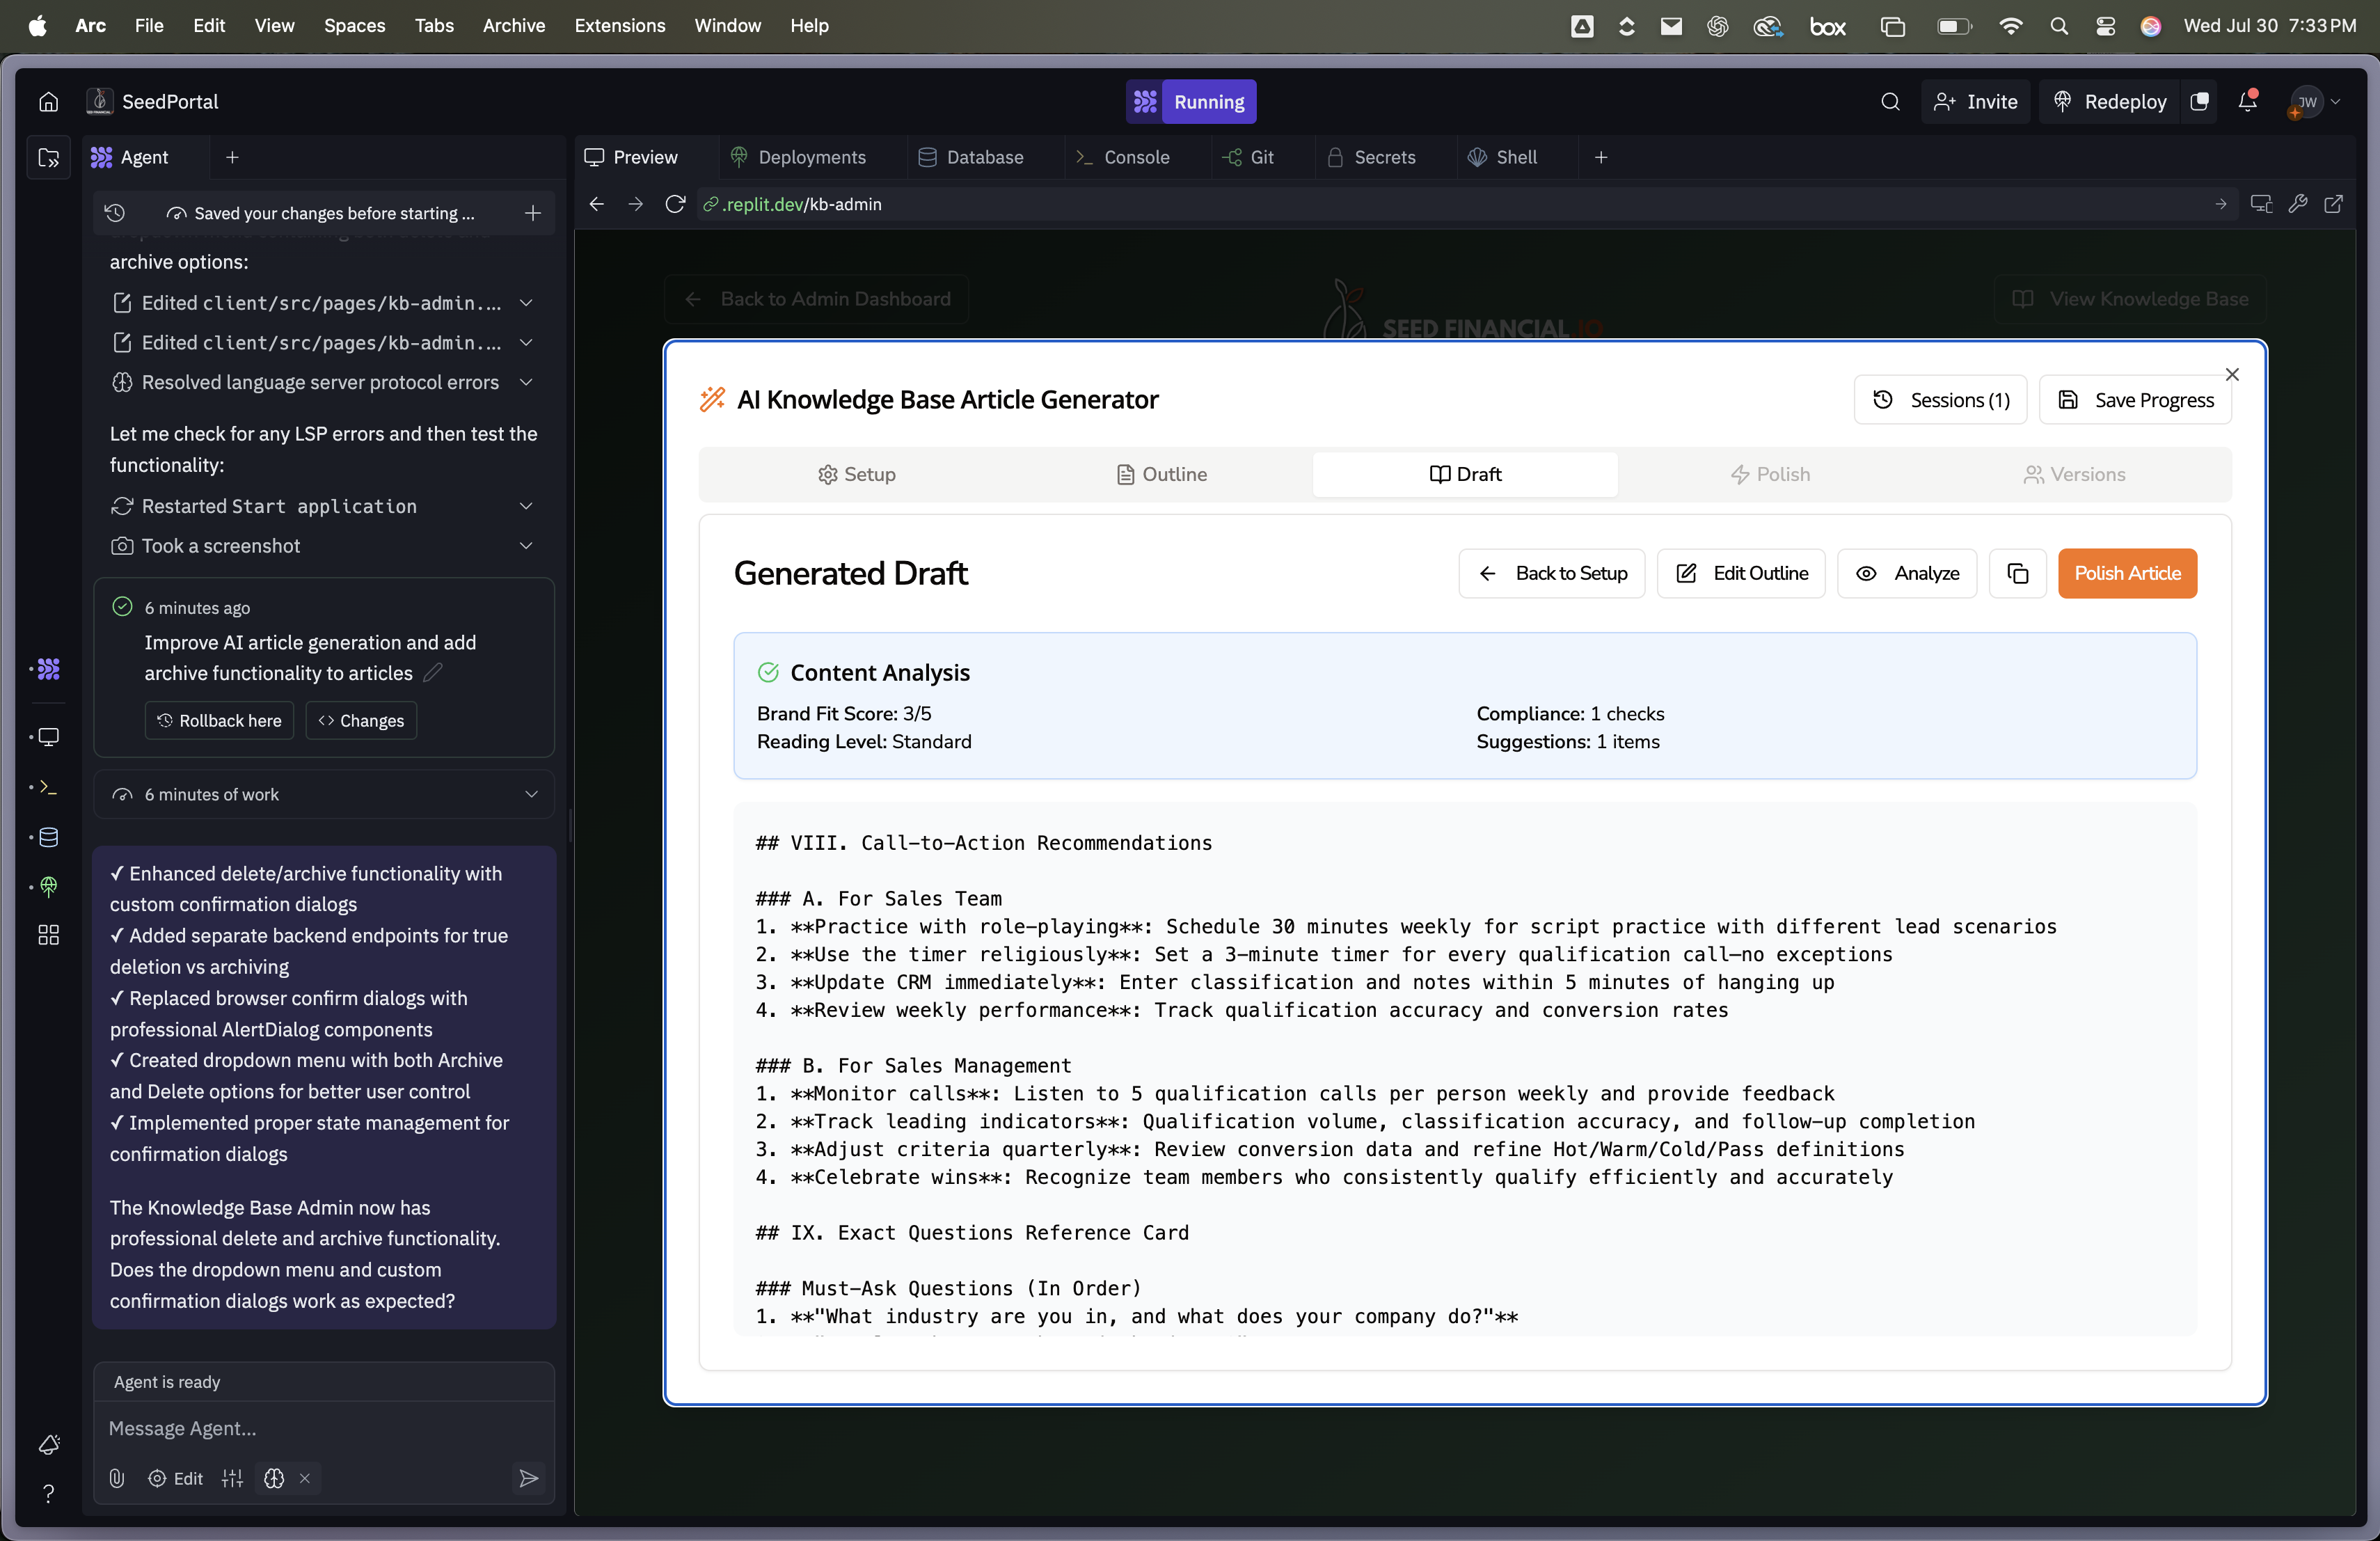 Arc File Edit View Spaces Tabs Archive Extensions Window Help
box
Wed Jul 30 7:33 PM
SeedPortal
Running
Invite
Redeploy
JW
Agent
Preview
Deployments
Database
Console
Git
Secrets
Shell
Saved your changes before starting ...
.replit.dev/kb-admin
archive options:
Edited client/src/pages/kb-admin....
Edited client/src/pages/kb-admin....
Resolved language server protocol errors
Let me check for any LSP errors and then test the
functionality:
Restarted Start application
Took a screenshot
6 minutes ago
Improve AI article generation and add
archive functionality to articles
Rollback here
Changes
6 minutes of work
✓ Enhanced delete/archive functionality with
custom confirmation dialogs
✓ Added separate backend endpoints for true
deletion vs archiving
✓ Replaced browser confirm dialogs with
professional AlertDialog components
✓ Created dropdown menu with both Archive
and Delete options for better user control
✓ Implemented proper state management for
confirmation dialogs
The Knowledge Base Admin now has
professional delete and archive functionality.
Does the dropdown menu and custom
confirmation dialogs work as expected?
Agent is ready
Message Agent...
Edit
Back to Admin Dashboard
SEED FINANCIAL.IO
View Knowledge Base
AI Knowledge Base Article Generator
Sessions (1)
Save Progress
Setup
Outline
Draft
Polish
Versions
Generated Draft
Back to Setup
Edit Outline
Analyze
Polish Article
Content Analysis
Brand Fit Score: 3/5
Compliance: 1 checks
Reading Level: Standard
Suggestions: 1 items
## VIII. Call-to-Action Recommendations
### A. For Sales Team
1. **Practice with role-playing**: Schedule 30 minutes weekly for script practice with different lead scenarios
2. **Use the timer religiously**: Set a 3-minute timer for every qualification call—no exceptions
3. **Update CRM immediately**: Enter classification and notes within 5 minutes of hanging up
4. **Review weekly performance**: Track qualification accuracy and conversion rates
### B. For Sales Management
1. **Monitor calls**: Listen to 5 qualification calls per person weekly and provide feedback
2. **Track leading indicators**: Qualification volume, classification accuracy, and follow-up completion
3. **Adjust criteria quarterly**: Review conversion data and refine Hot/Warm/Cold/Pass definitions
4. **Celebrate wins**: Recognize team members who consistently qualify efficiently and accurately
## IX. Exact Questions Reference Card
### Must-Ask Questions (In Order)
1. **"What industry are you in, and what does your company do?"**